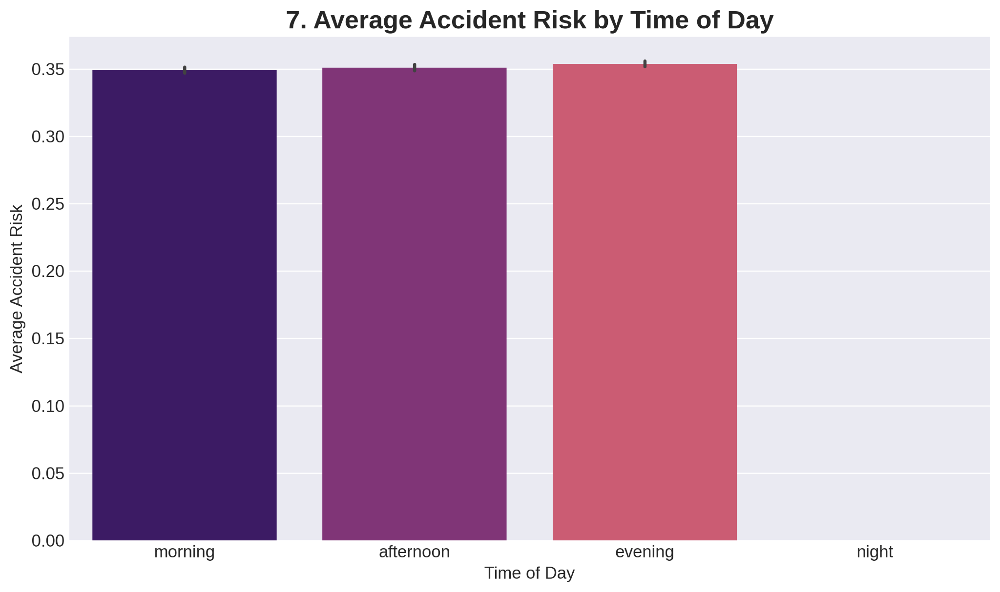 7. Average Accident Risk by Time of Day
Average Accident Risk
0.35
0.30
0.25
0.20
0.15
0.10
0.05
0.00
morning afternoon evening night
Time of Day